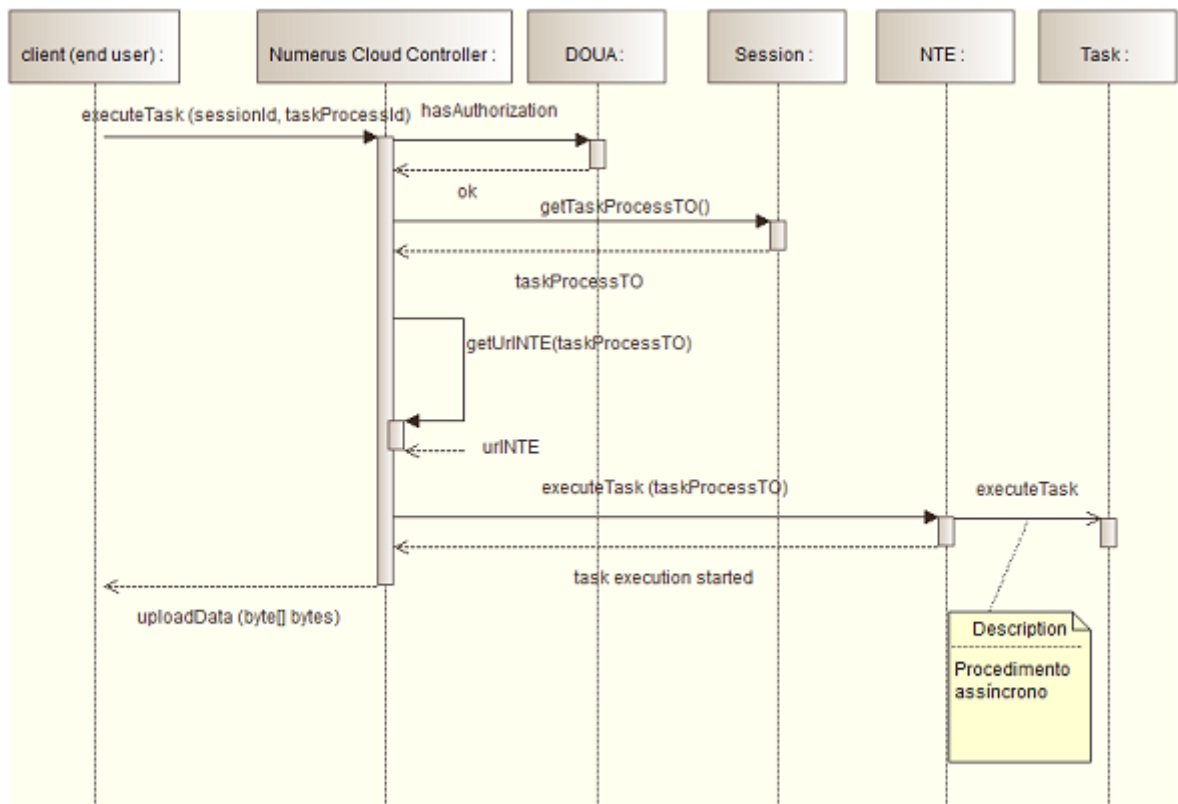 client (end user) :
Numerus Cloud Controller :
DOUA :
Session :
NTE :
Task :
executeTask (sessionId, taskProcessId)
hasAuthorization
ok
getTaskProcessTO()
taskProcessTO
getUrlNTE(taskProcessTO)
urlNTE
executeTask (taskProcessTO)
executeTask
task execution started
uploadData (byte[] bytes)
Description
Procedimento
assíncrono